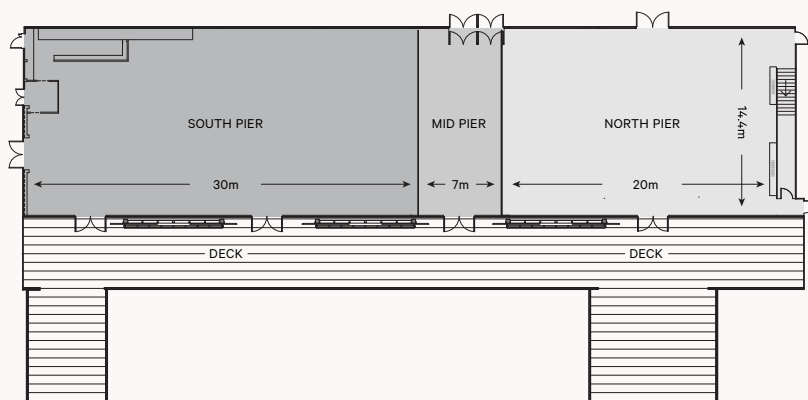 SOUTH PIER
MID PIER
NORTH PIER
14.4m
30m
7m
20m
DECK
DECK